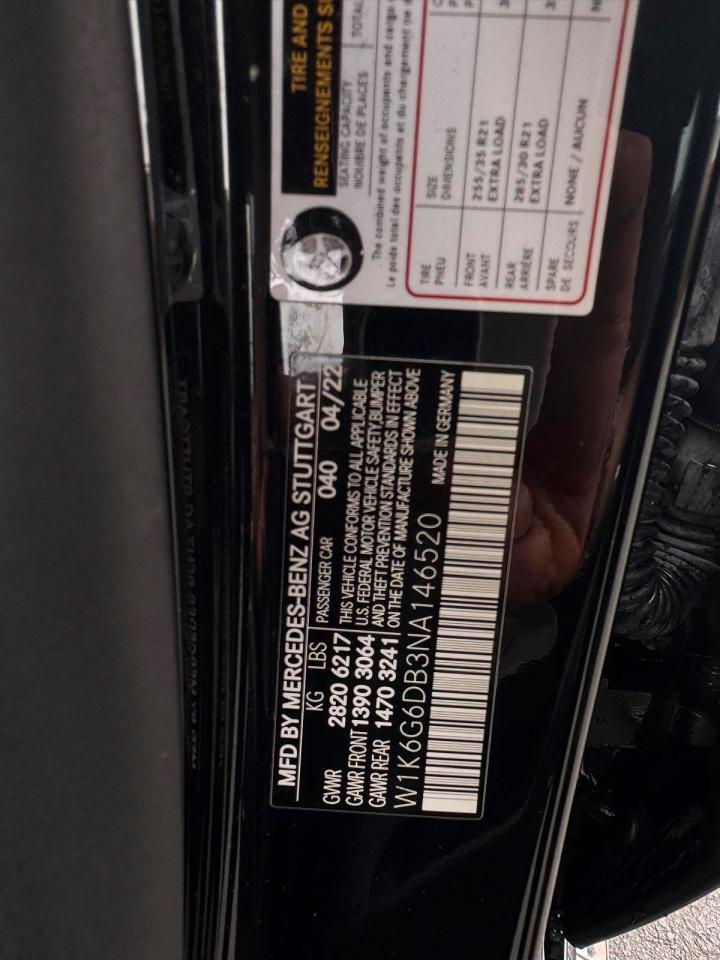 MFD BY MERCEDES-BENZ AG STUTTGART
KG LBS PASSENGER CAR 040 04/22
GVWR 2820 6217
GAWR FRONT 1390 3064
GAWR REAR 1470 3241
THIS VEHICLE CONFORMS TO ALL APPLICABLE
U.S. FEDERAL MOTOR VEHICLE SAFETY,BUMPER
AND THEFT PREVENTION STANDARDS IN EFFECT
ON THE DATE OF MANUFACTURE SHOWN ABOVE
W1K6G6DB3NA146520 MADE IN GERMANY
TIRE AND
RENSEIGNEMENTS
SEATING CAPACITY
NOMBRE DE PLACES
TOTAL
The combined weight of occupants and cargo
Le poids total des occupants et du chargement ne
TIRE SIZE
PNEU DIMENSIONS
FRONT 255/35 R21
AVANT EXTRA LOAD
REAR 285/30 R21
ARRIÈRE EXTRA LOAD
SPARE NONE / AUCUN
DE SECOURS